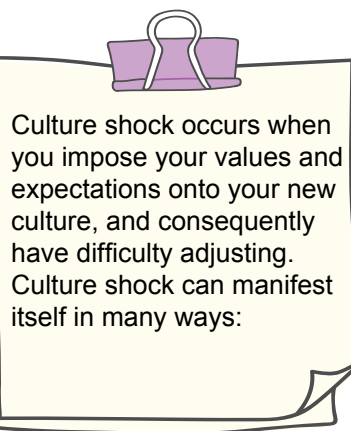 Culture shock occurs when
you impose your values and
expectations onto your new
culture, and consequently
have difficulty adjusting.
Culture shock can manifest
itself in many ways: